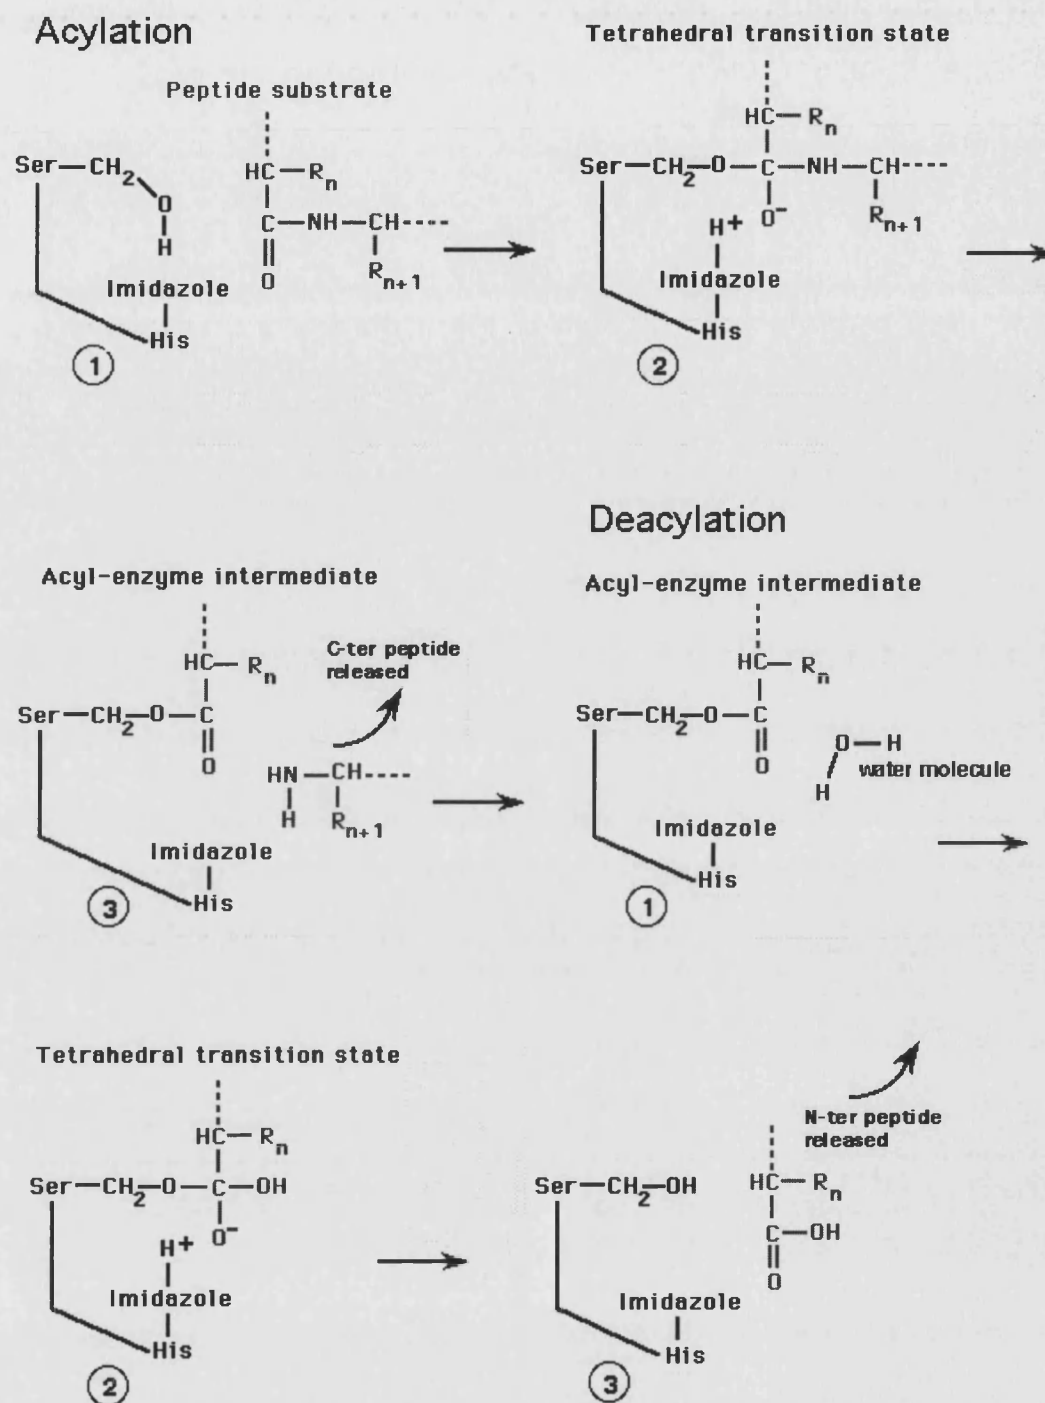 Acylation
Peptide substrate
HC—Rn
Ser—CH2
O
H
C—NH—CH----
O
Rn+1
Imidazole
His
1
Tetrahedral transition state
HC—Rn
Ser—CH2—O—C—NH—CH----
O-
Rn+1
H+
Imidazole
His
2
Acyl-enzyme intermediate
HC—Rn
C-ter peptide
released
Ser—CH2—O—C
O
HN—CH----
H
Rn+1
Imidazole
His
3
Deacylation
Acyl-enzyme intermediate
HC—Rn
Ser—CH2—O—C
O
O—H
H
water molecule
Imidazole
His
1
Tetrahedral transition state
HC—Rn
Ser—CH2—O—C—OH
O-
H+
Imidazole
His
2
N-ter peptide
released
Ser—CH2—OH
HC—Rn
C—OH
O
Imidazole
His
3